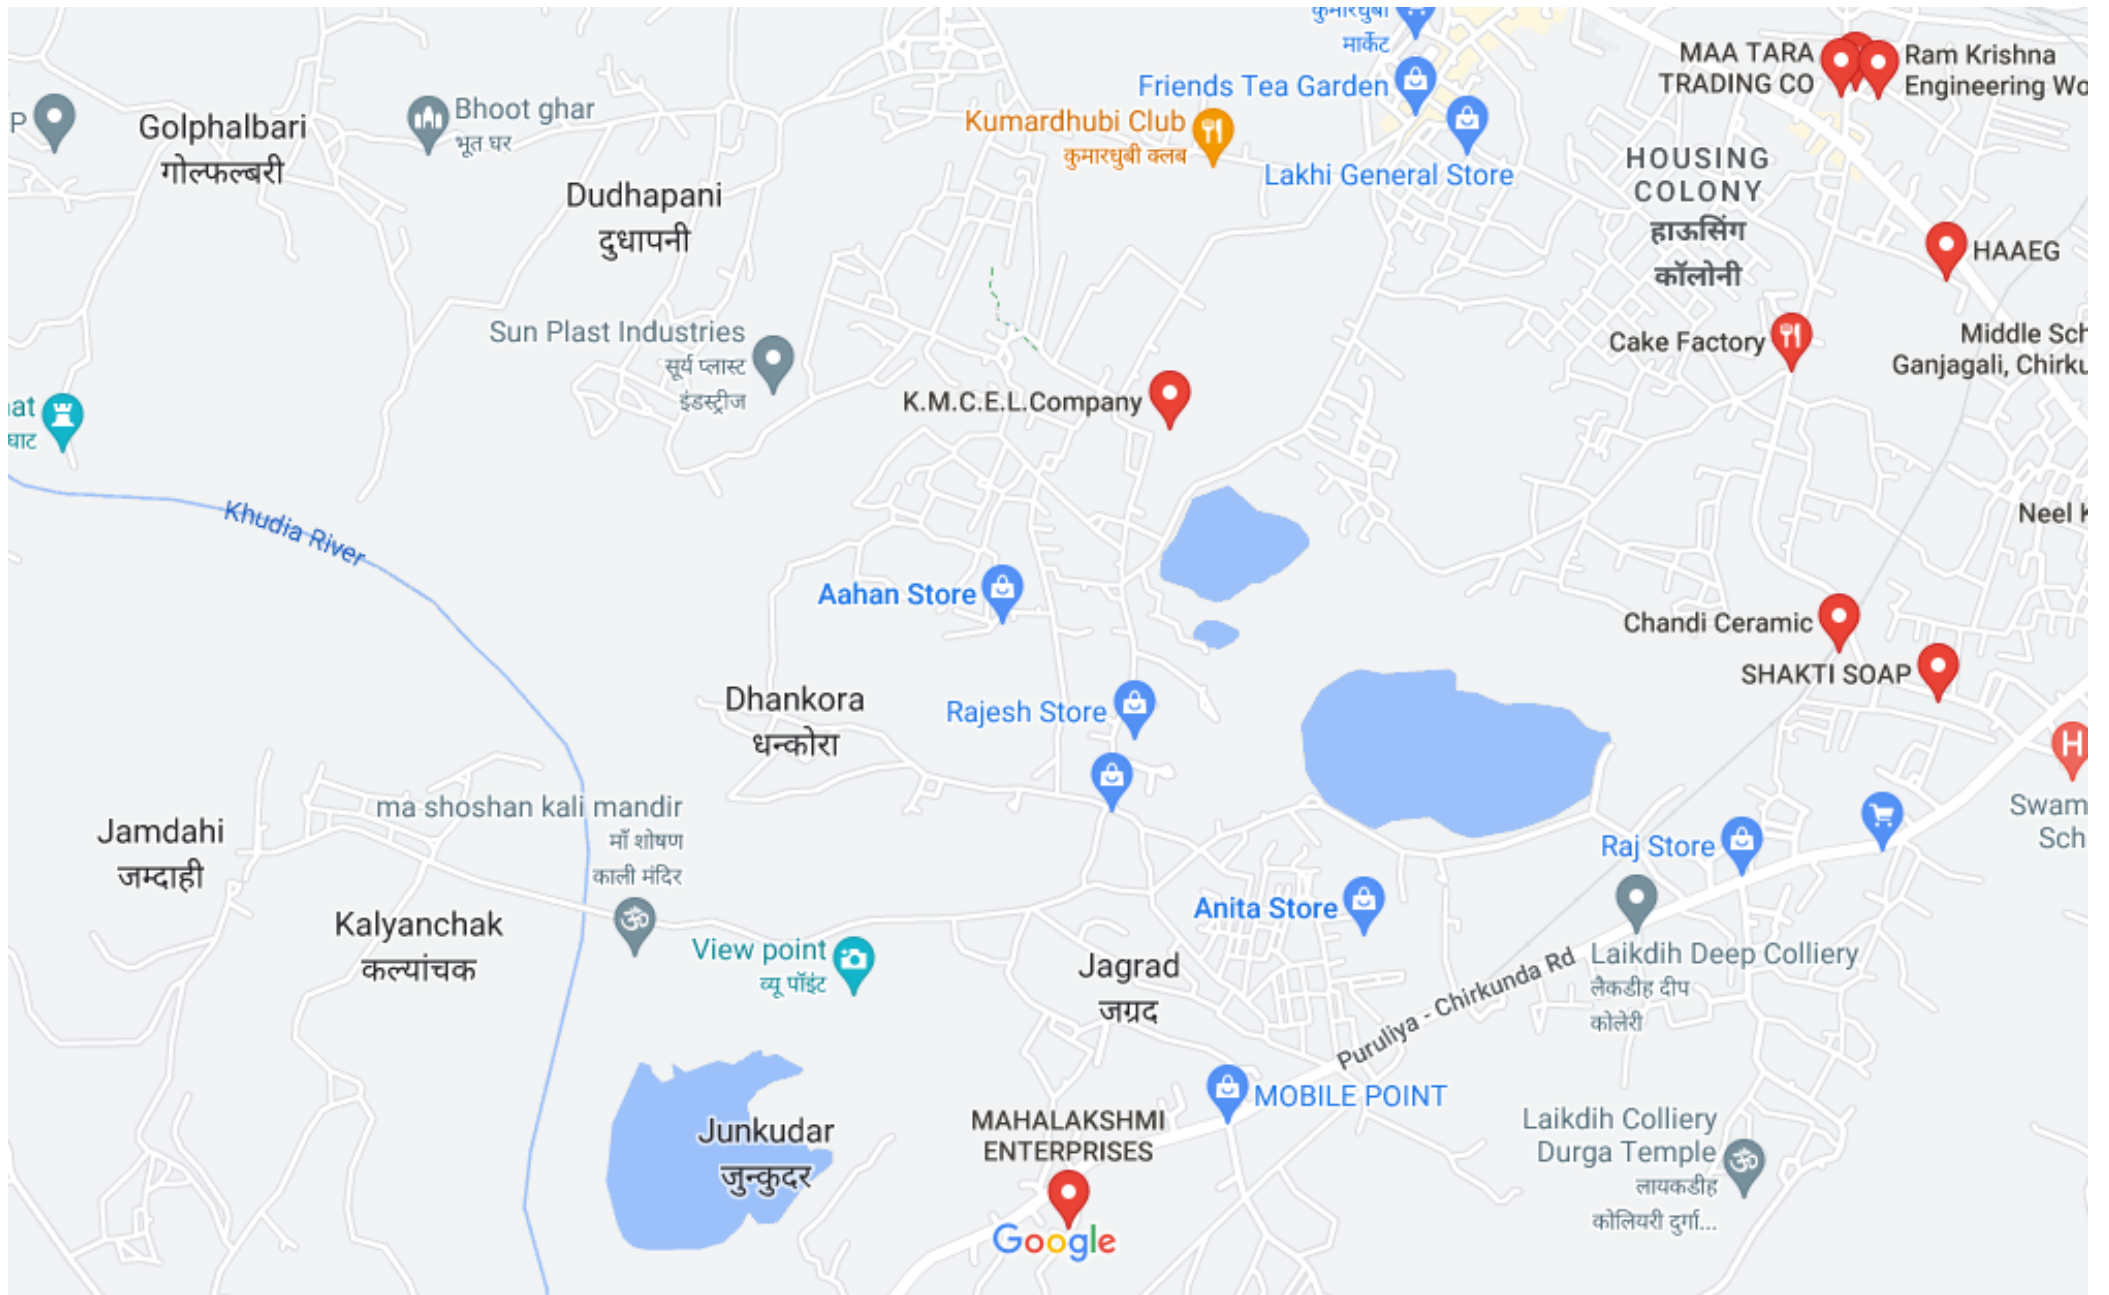 कुमारधुबी
मार्केट
MAA TARA
TRADING CO
Ram Krishna
Engineering Wo
Friends Tea Garden
P
Golphalbari
गोल्फल्बरी
Bhoot ghar
भूत घर
Kumardhubi Club
कुमारधुबी क्लब
Lakhi General Store
HOUSING
COLONY
हाऊसिंग
कॉलोनी
Dudhapani
दुधापनी
HAAEG
Sun Plast Industries
सूर्य प्लास्ट
इंडस्ट्रीज
Cake Factory
Middle Sch
Ganjagali, Chirku
K.M.C.E.L.Company
at
घाट
Khudia River
Neel K
Aahan Store
Chandi Ceramic
SHAKTI SOAP
Dhankora
धन्कोरा
Rajesh Store
H
ma shoshan kali mandir
माँ शोषण
काली मंदिर
Jamdahi
जम्दाही
Swam
Sch
Raj Store
Kalyanchak
कल्यांचक
Anita Store
View point
व्यू पॉइंट
Laikdih Deep Colliery
लैकडीह दीप
कोलेरी
Jagrad
जग्रद
Puruliya - Chirkunda Rd
MOBILE POINT
MAHALAKSHMI
ENTERPRISES
Junkudar
जुन्कुदर
Laikdih Colliery
Durga Temple
लायकडीह
कोलियरी दुर्गा...
Google